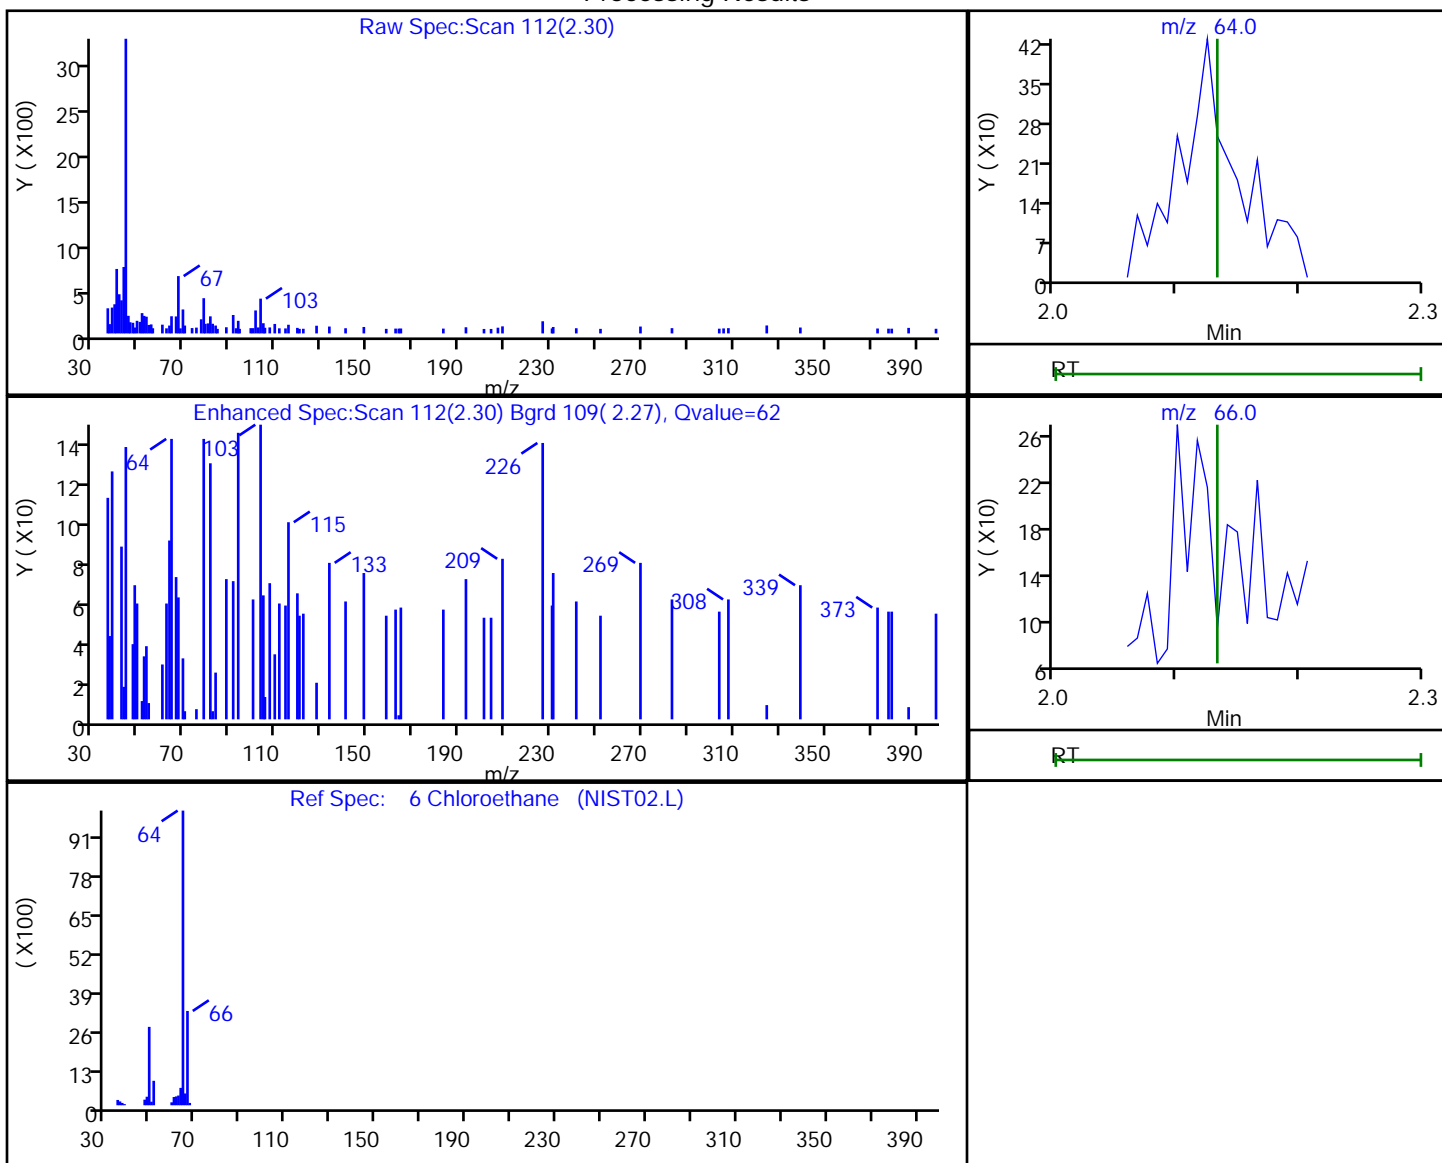 Processing Results
Raw Spec:Scan 112(2.30)
Y ( X100)
30
25
20
15
10
5
0
67
103
30 70 110 150 190 230 270 310 350 390
m/z
m/z 64.0
Y ( X10)
42
35
28
21
14
7
0
2.0 2.3
Min
RT
Enhanced Spec:Scan 112(2.30) Bgrd 109( 2.27), Qvalue=62
Y ( X10)
14
12
10
8
6
4
2
0
64
103
115
133
209
226
269
308
339
373
30 70 110 150 190 230 270 310 350 390
m/z
m/z 66.0
Y ( X10)
26
22
18
14
10
6
2.0 2.3
Min
RT
Ref Spec: 6 Chloroethane (NIST02.L)
( X100)
91
78
65
52
39
26
13
0
64
66
30 70 110 150 190 230 270 310 350 390